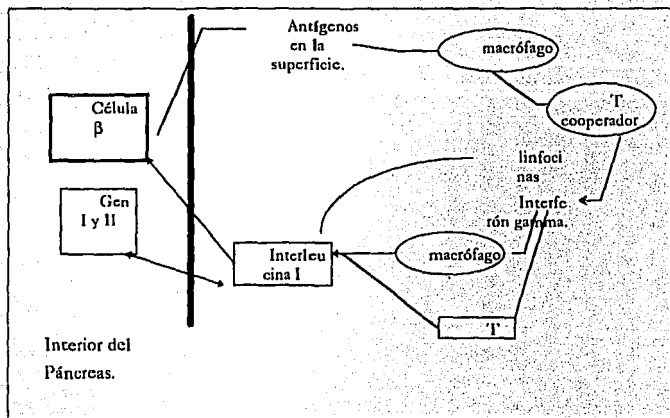 Antígenos
en la
superficie.
macrófago
Célula
β
T
cooperador
linfoci
nas
Interfe
rón gamma.
Gen
I y II
Interleu
cina I
macrófago
T
Interior del
Páncreas.